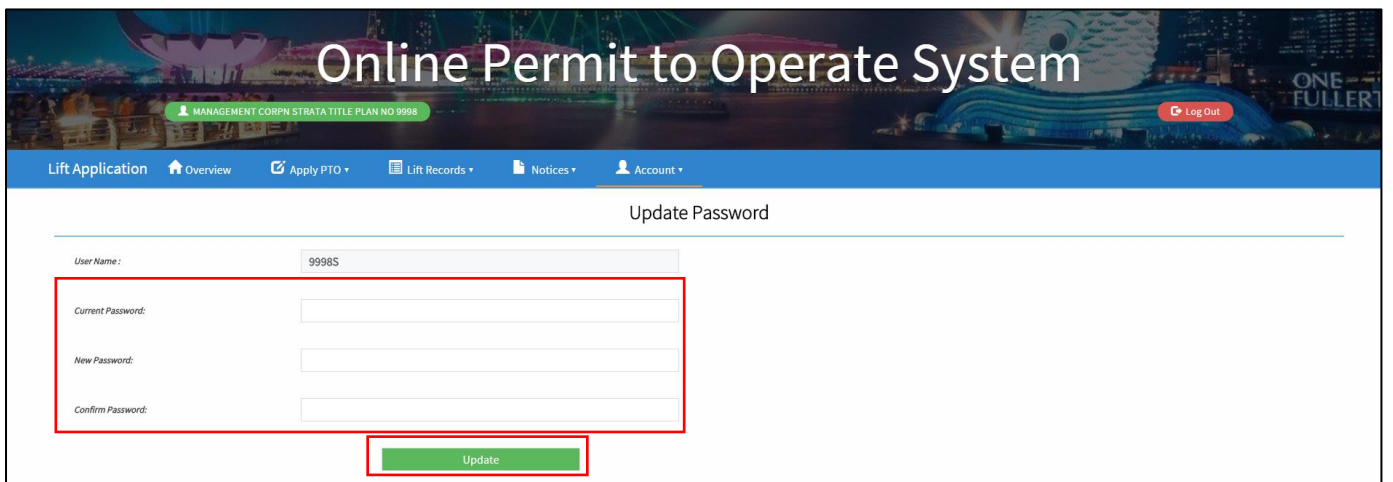 Online Permit to Operate System
ONE
MANAGEMENT CORPN STRATA TITLE PLAN NO 9998
Log Out
Lift Application Overview Apply PTO Lift Records Notices Account
Update Password
User Name : 9998S
Current Password:
New Password:
Confirm Password:
Update